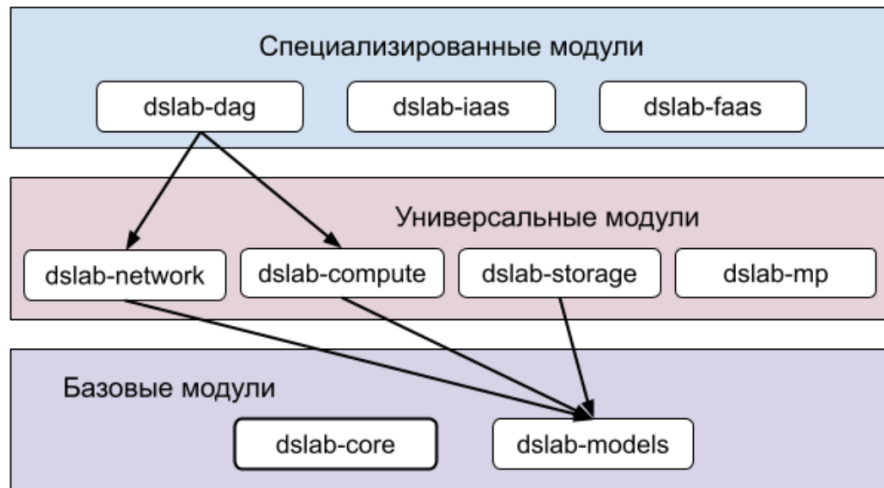 Специализированные модули
dslab-dag
dslab-iaas
dslab-faas
Универсальные модули
dslab-network
dslab-compute
dslab-storage
dslab-mp
Базовые модули
dslab-core
dslab-models